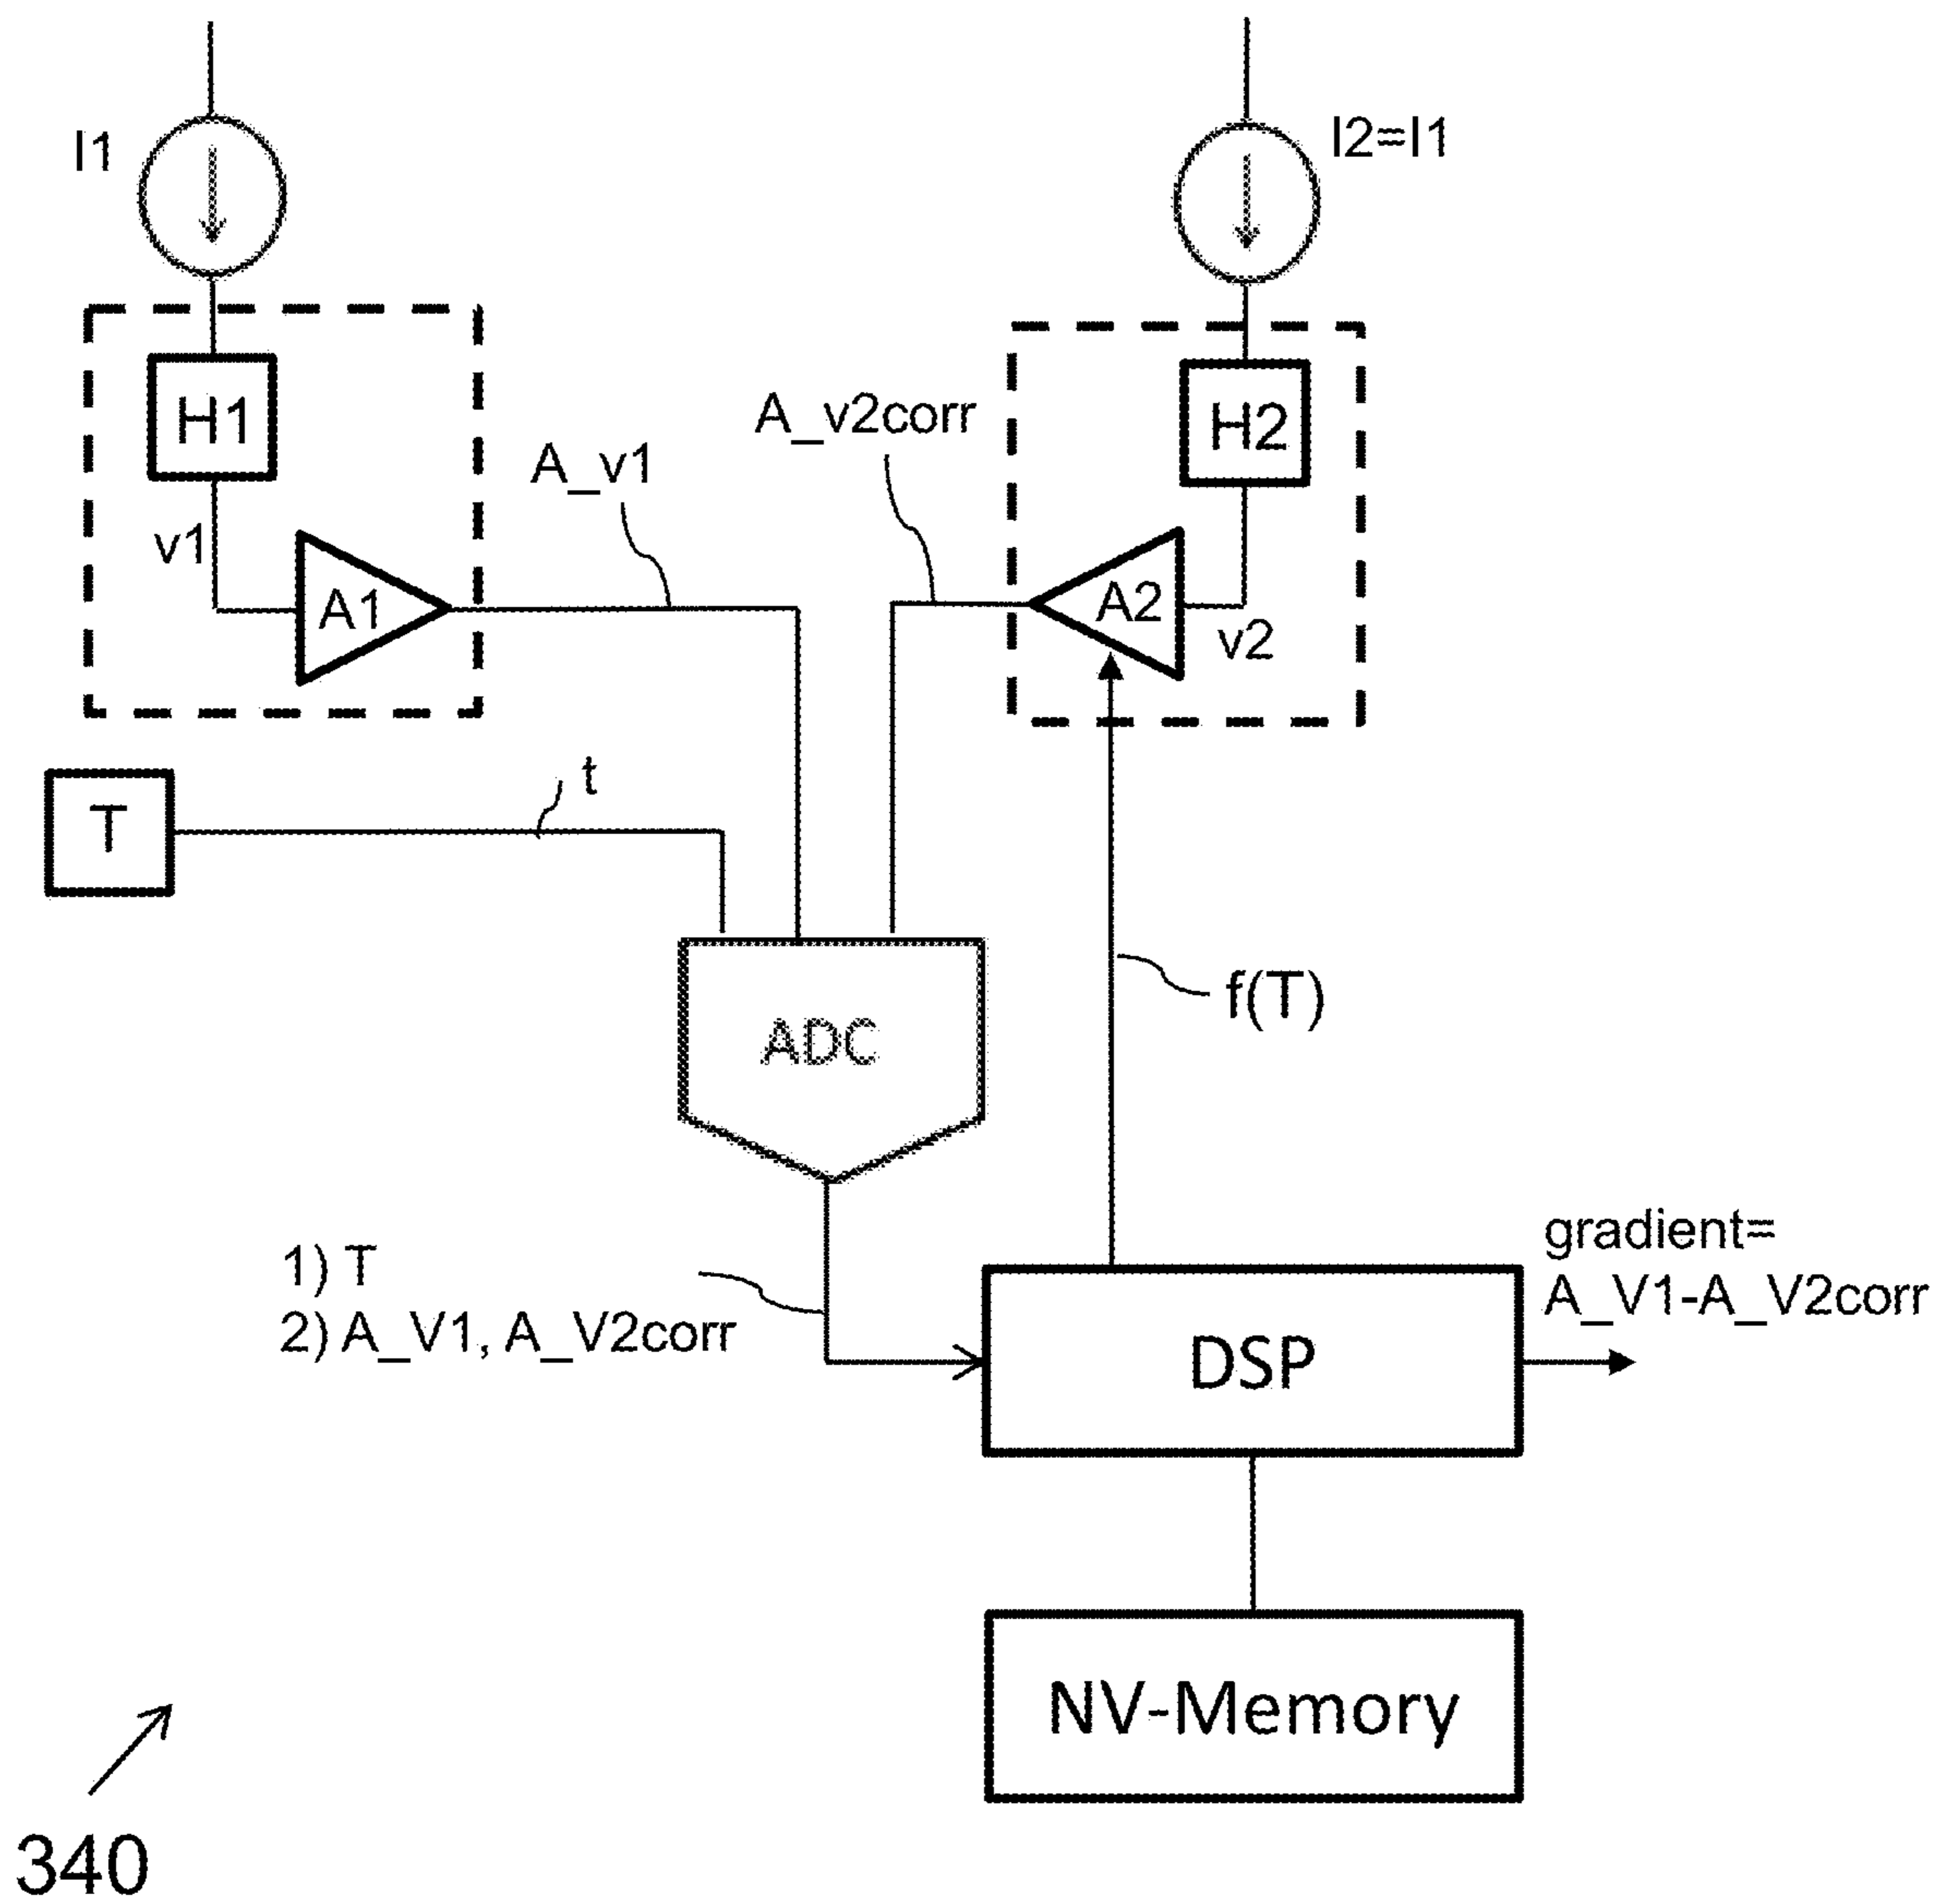 I1
I2=I1
H1
H2
A_v1
A_v2corr
v1
A1
A2
v2
t
T
f(T)
ADC
gradient=
A_V1-A_V2corr
1) T
2) A_V1, A_V2corr
DSP
NV-Memory
340